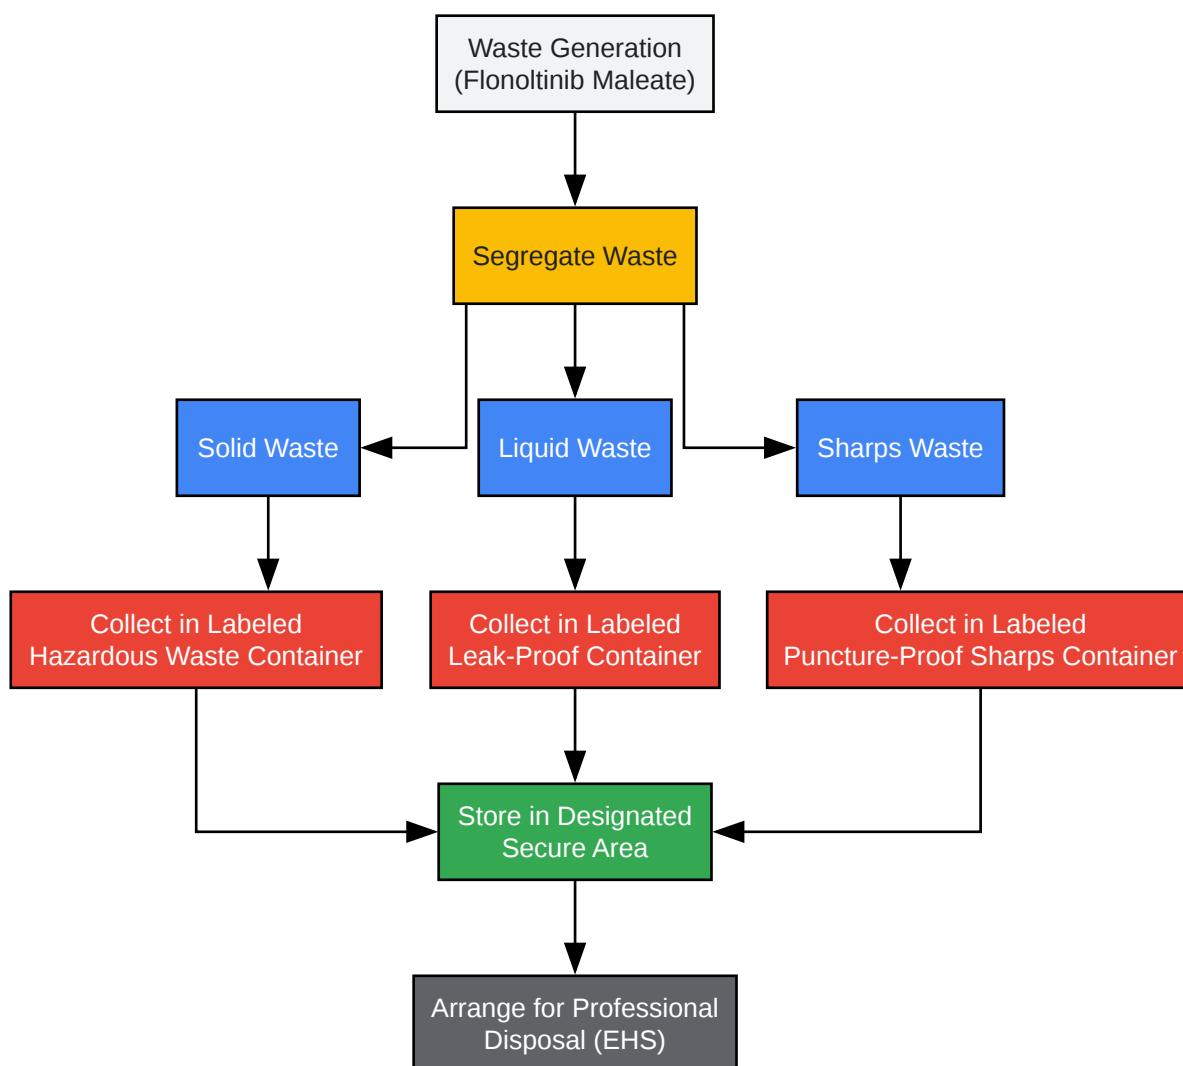 Waste Generation
(Flonoltinib Maleate)
Segregate Waste
Solid Waste
Liquid Waste
Sharps Waste
Collect in Labeled
Hazardous Waste Container
Collect in Labeled
Leak-Proof Container
Collect in Labeled
Puncture-Proof Sharps Container
Store in Designated
Secure Area
Arrange for Professional
Disposal (EHS)